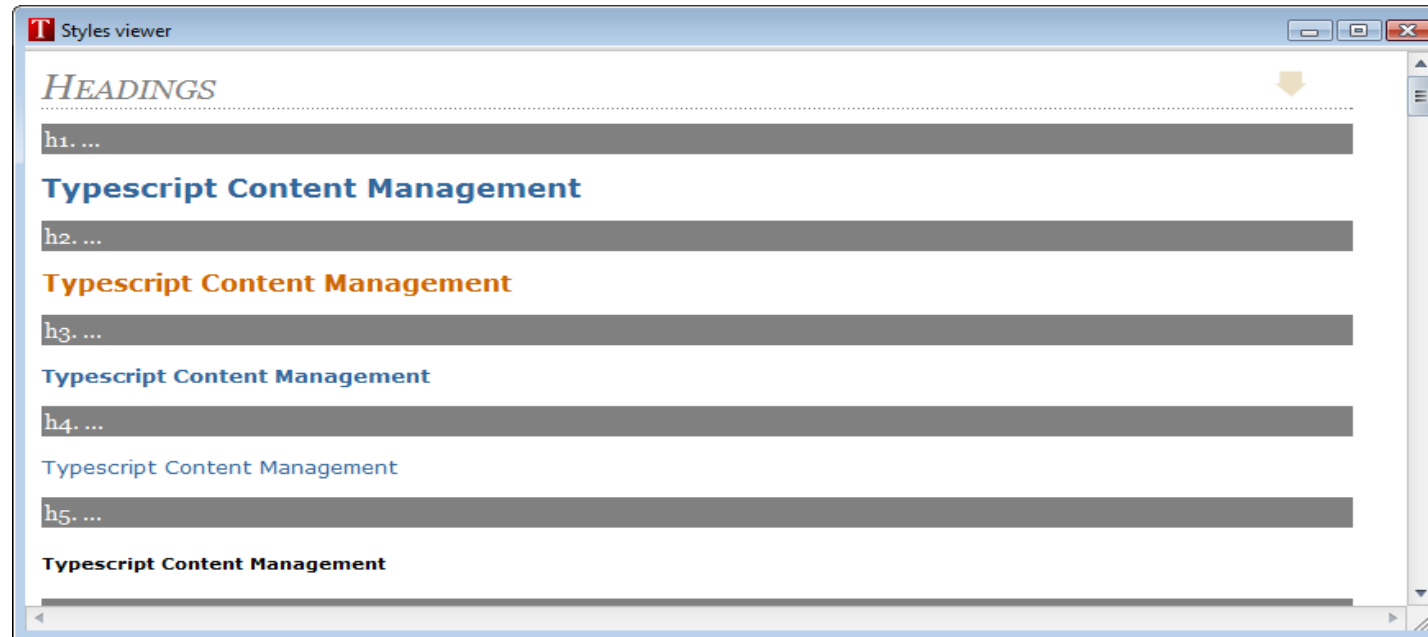 T Styles viewer
HEADINGS
h1. ...
Typescript Content Management
h2. ...
Typescript Content Management
h3. ...
Typescript Content Management
h4. ...
Typescript Content Management
h5. ...
Typescript Content Management